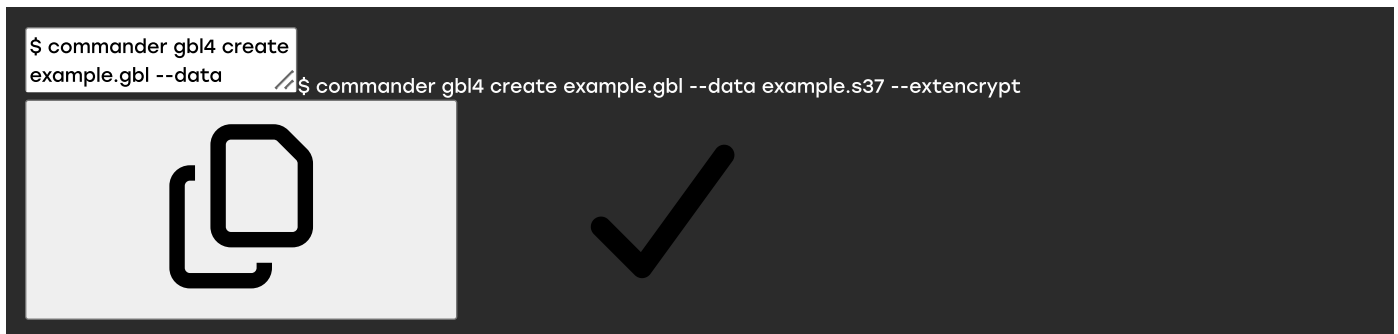 $ commander gbl4 create
example.gbl --data
$ commander gbl4 create example.gbl --data example.s37 --extencrypt